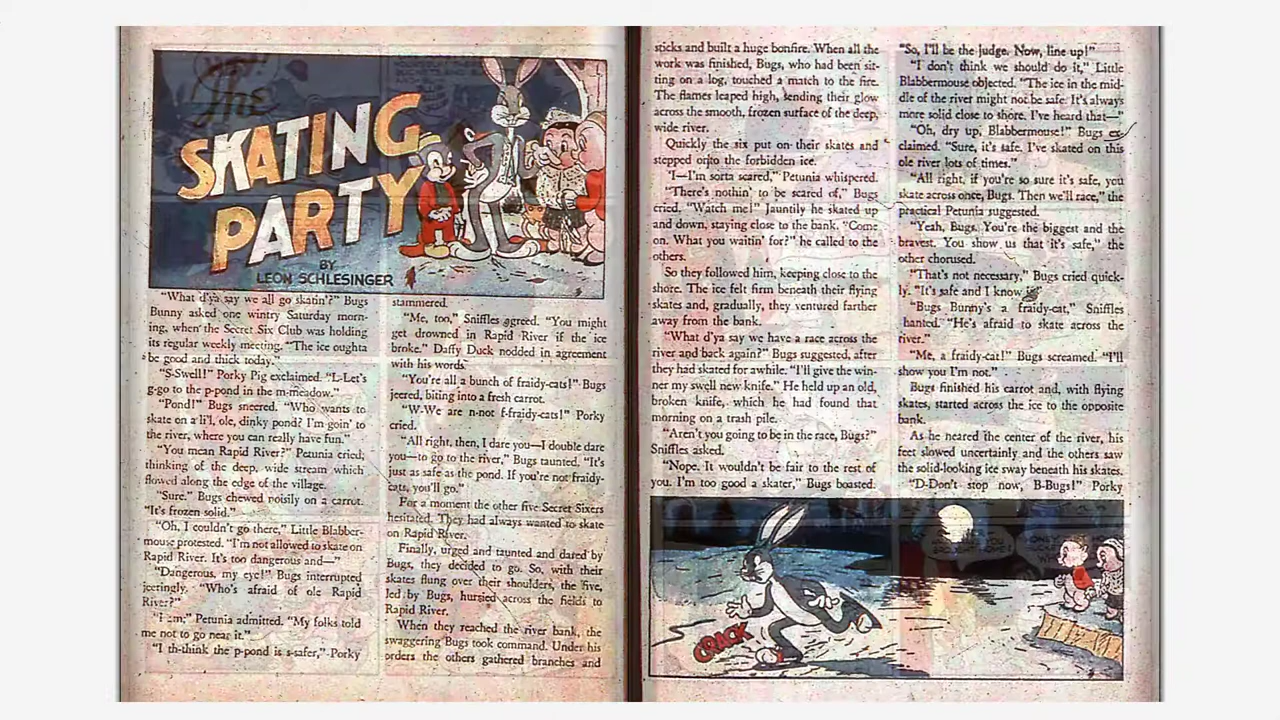 The
SKATING
PARTY
BY
LEON SCHLESINGER
"What d'ya say we all go skatin'?" Bugs
Bunny asked one wintry Saturday morn-
ing, when the Secret Six Club was holding
its regular weekly meeting. "The ice oughta
be good and thick today."
"S-Swell!" Porky Pig exclaimed. "L-Let's
g-go to the p-pond in the m-meadow."
"Pond!" Bugs sneered. "Who wants to
skate on a li'l, ole, dinky pond? I'm goin' to
the river, where you can really have fun."
"You mean Rapid River?" Petunia cried,
thinking of the deep, wide stream which
flowed along the edge of the village.
"Sure." Bugs chewed noisily on a carrot.
"It's frozen solid."
"Oh, I couldn't go there," Little Blabber-
mouse protested. "I'm not allowed to skate on
Rapid River. It's too dangerous and—"
"Dangerous, my eye!" Bugs interrupted
jeeringly. "Who's afraid of ole Rapid
River?"
"I am," Petunia admitted. "My folks told
me not to go near it."
"I th-think the p-pond is s-safer," Porky
stammered.
"Me, too," Sniffles agreed. "You might
get drowned in Rapid River if the ice
broke." Daffy Duck nodded in agreement
with his words.
"You're all a bunch of fraidy-cats!" Bugs
jeered, biting into a fresh carrot.
"W-We are n-not f-fraidy-cats!" Porky
cried.
"All right, then, I dare you—I double dare
you—to go to the river," Bugs taunted. "It's
just as safe as the pond. If you're not fraidy-
cats, you'll go."
For a moment the other five Secret Sixers
hesitated. They had always wanted to skate
on Rapid River.
Finally, urged and taunted and dared by
Bugs, they decided to go. So, with their
skates flung over their shoulders, the five,
led by Bugs, hurried across the fields to
Rapid River.
When they reached the river bank, the
swaggering Bugs took command. Under his
orders the others gathered branches and
sticks and built a huge bonfire. When all the
work was finished, Bugs, who had been sit-
ting on a log, touched a match to the fire.
The flames leaped high, sending their glow
across the smooth, frozen surface of the deep,
wide river.
Quickly the six put on their skates and
stepped onto the forbidden ice.
"I—I'm sorta scared," Petunia whispered.
"There's nothin' to be scared of," Bugs
cried. "Watch me!" Jauntily he skated up
and down, staying close to the bank. "Come
on. What you waitin' for?" he called to the
others.
So they followed him, keeping close to the
shore. The ice felt firm beneath their flying
skates and, gradually, they ventured farther
away from the bank.
"What d'ya say we have a race across the
river and back again?" Bugs suggested, after
they had skated for awhile. "I'll give the win-
ner my swell new knife." He held up an old,
broken knife, which he had found that
morning on a trash pile.
"Aren't you going to be in the race, Bugs?"
Sniffles asked.
"Nope. It wouldn't be fair to the rest of
you. I'm too good a skater," Bugs boasted.
"So, I'll be the judge. Now, line up!"
"I don't think we should do it," Little
Blabbermouse objected. "The ice in the mid-
dle of the river might not be safe. It's always
more solid close to shore. I've heard that—"
"Oh, dry up, Blabbermouse!" Bugs ex-
claimed. "Sure, it's safe. I've skated on this
ole river lots of times."
"All right, if you're so sure it's safe, you
skate across once, Bugs. Then we'll race," the
practical Petunia suggested.
"Yeah, Bugs. You're the biggest and the
bravest. You show us that it's safe," the
other chorused.
"That's not necessary," Bugs cried quick-
ly. "It's safe and I know
"Bugs Bunny's a fraidy-cat," Sniffles
chanted. "He's afraid to skate across the
river."
"Me, a fraidy-cat!" Bugs screamed. "I'll
show you I'm not."
Bugs finished his carrot and, with flying
skates, started across the ice to the opposite
bank.
As he neared the center of the river, his
feet slowed uncertainly and the others saw
the solid-looking ice sway beneath his skates.
"D-Don't stop now, B-Bugs!" Porky
CRACK